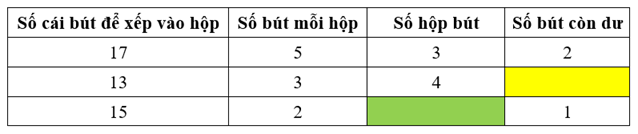 Số cái bút để xếp vào hộp Số bút mỗi hộp Số hộp bút Số bút còn dư
17 5 3 2
13 3 4
15 2 1